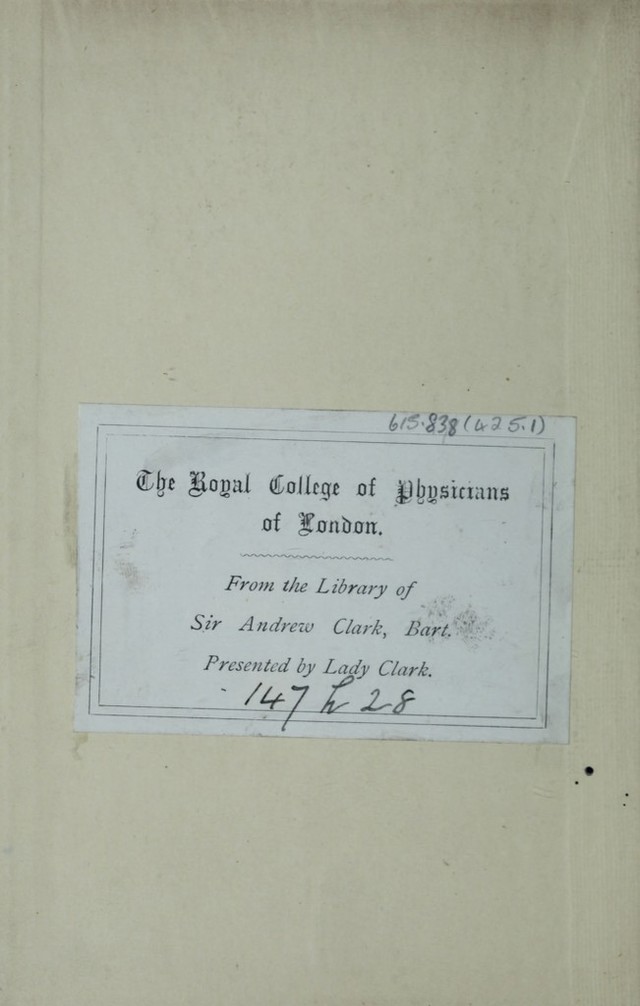 615.838(425.1)
The Royal College of Physicians
of London.
From the Library of
Sir Andrew Clark, Bart.
Presented by Lady Clark.
147 h 28